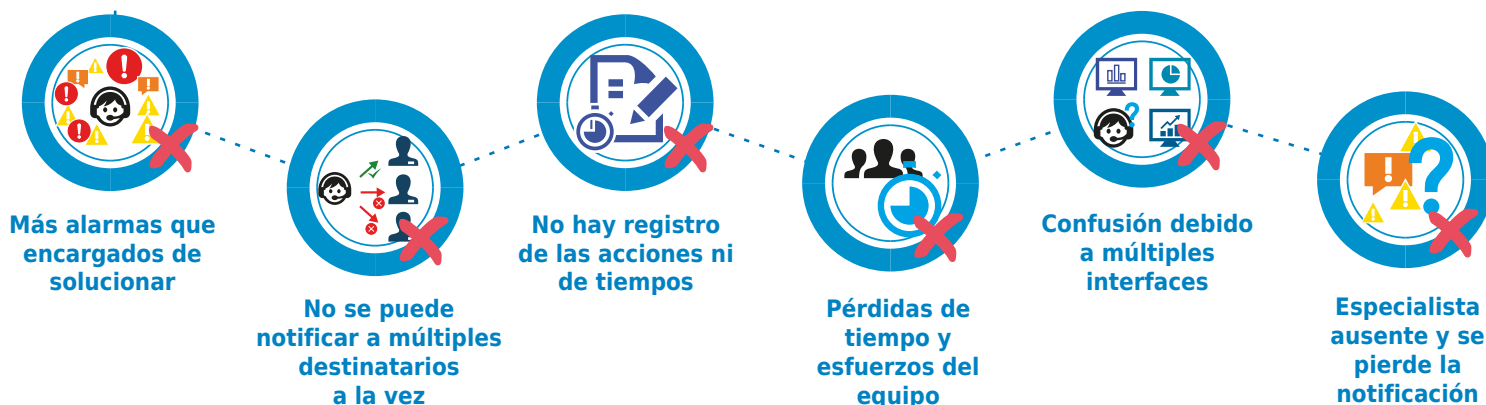 Más alarmas que
encargados de
solucionar
No se puede
notificar a múltiples
destinatarios
a la vez
No hay registro
de las acciones ni
de tiempos
Pérdidas de
tiempo y
esfuerzos del
equipo
Confusión debido
a múltiples
interfaces
Especialista
ausente y se
pierde la
notificación